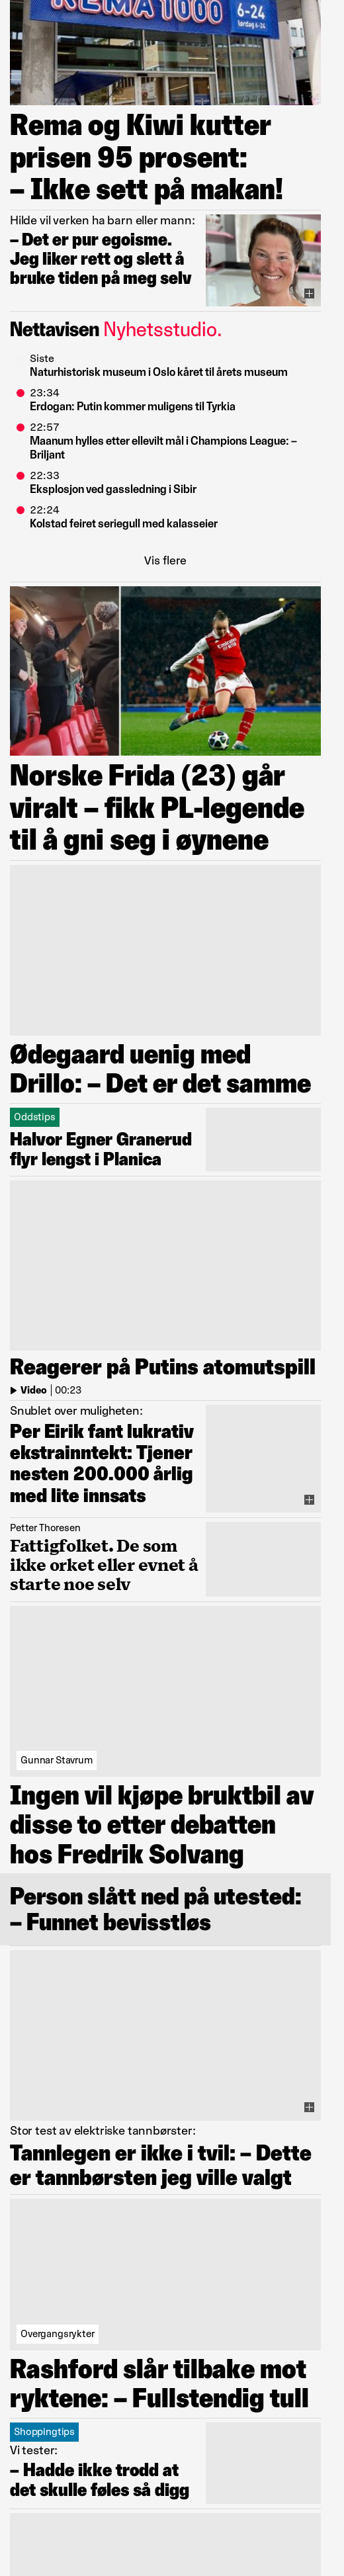 REMA 1000
6-24
lørdag 6-24
6-24
Rema og Kiwi kutter
prisen 95 prosent:
– Ikke sett på makan!
Hilde vil verken ha barn eller mann:
– Det er pur egoisme.
Jeg liker rett og slett å
bruke tiden på meg selv
Nettavisen Nyhetsstudio.
Siste
Naturhistorisk museum i Oslo kåret til årets museum
23:34
Erdogan: Putin kommer muligens til Tyrkia
22:57
Maanum hylles etter ellevilt mål i Champions League: –
Briljant
22:33
Eksplosjon ved gassledning i Sibir
22:24
Kolstad feiret seriegull med kalasseier
Vis flere
Norske Frida (23) går
viralt – fikk PL-legende
til å gni seg i øynene
Ødegaard uenig med
Drillo: – Det er det samme
Oddstips
Halvor Egner Granerud
flyr lengst i Planica
Reagerer på Putins atomutspill
Video 00:23
Snublet over muligheten:
Per Eirik fant lukrativ
ekstrainntekt: Tjener
nesten 200.000 årlig
med lite innsats
Petter Thoresen
Fattigfolket. De som
ikke orket eller evnet å
starte noe selv
Gunnar Stavrum
Ingen vil kjøpe bruktbil av
disse to etter debatten
hos Fredrik Solvang
Person slått ned på utested:
– Funnet bevisstløs
Stor test av elektriske tannbørster:
Tannlegen er ikke i tvil: – Dette
er tannbørsten jeg ville valgt
Overgangsrykter
Rashford slår tilbake mot
ryktene: – Fullstendig tull
Shoppingtips
Vi tester:
– Hadde ikke trodd at
det skulle føles så digg